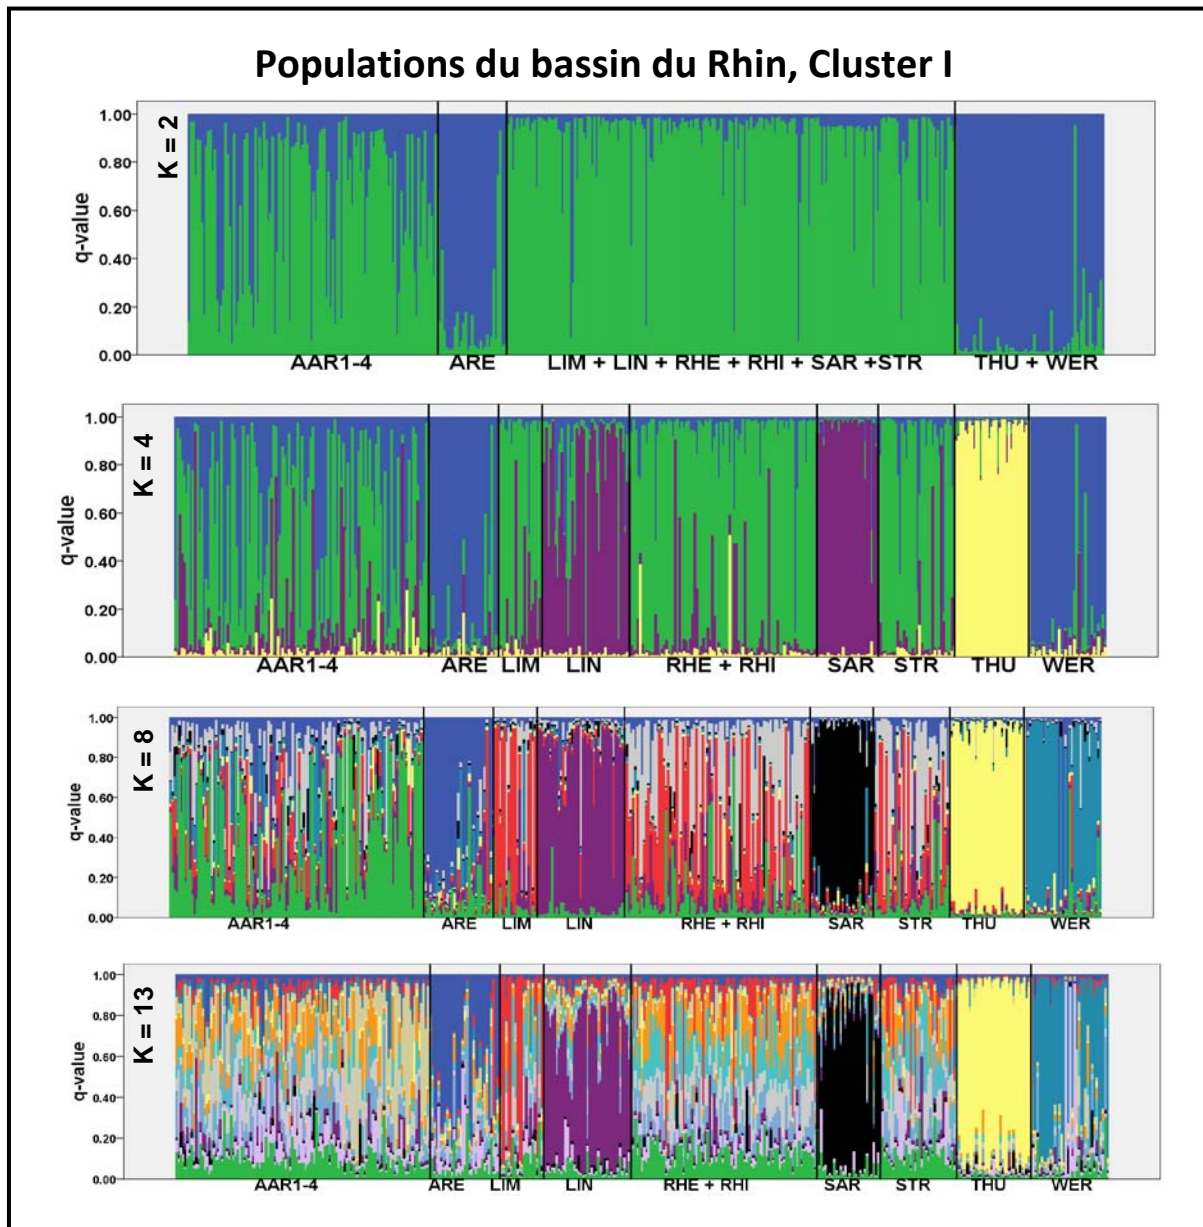 Populations du bassin du Rhin, Cluster I
K = 2
q-value
1.00
0.80
0.60
0.40
0.20
0.00
AAR1-4 ARE LIM + LIN + RHE + RHI + SAR +STR THU + WER
K = 4
q-value
1.00
0.80
0.60
0.40
0.20
0.00
AAR1-4 ARE LIM LIN RHE + RHI SAR STR THU WER
K = 8
q-value
1.00
0.80
0.60
0.40
0.20
0.00
AAR1-4 ARE LIM LIN RHE + RHI SAR STR THU WER
K = 13
q-value
1.00
0.80
0.60
0.40
0.20
0.00
AAR1-4 ARE LIM LIN RHE + RHI SAR STR THU WER